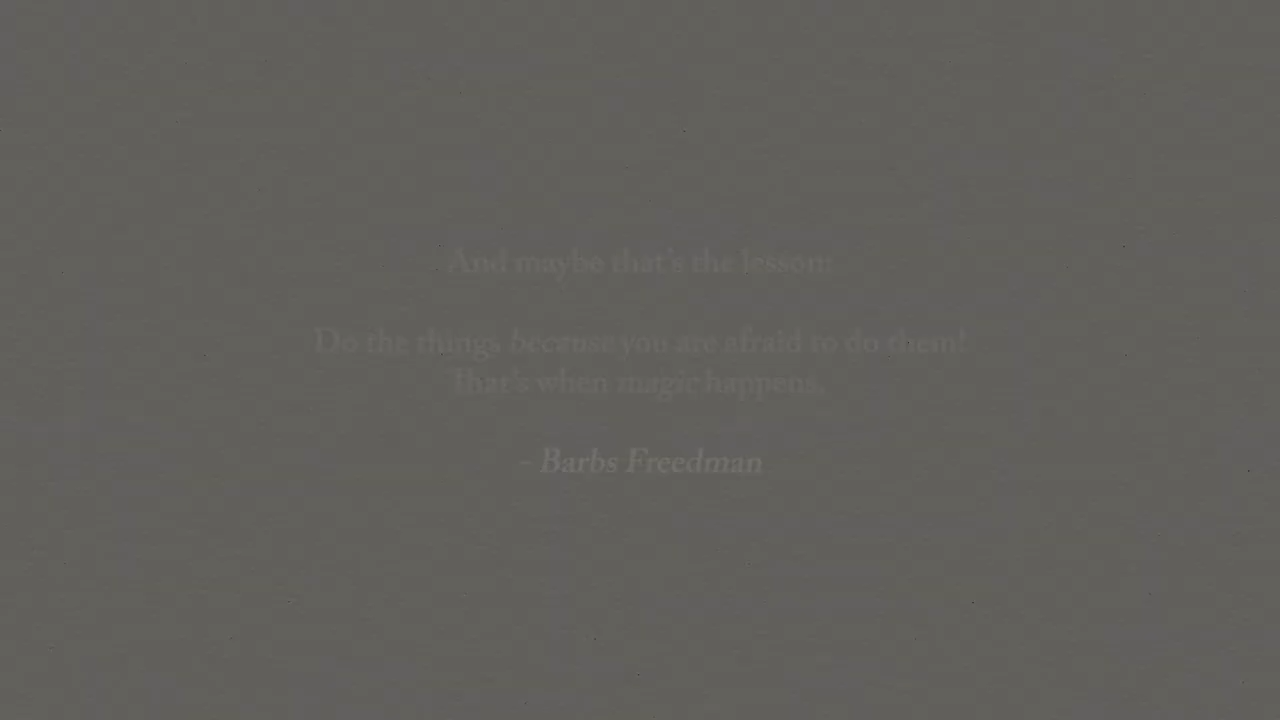 And maybe that's the lesson:
Do the things because you are afraid to do them!
That's when magic happens.
- Barbs Freedman